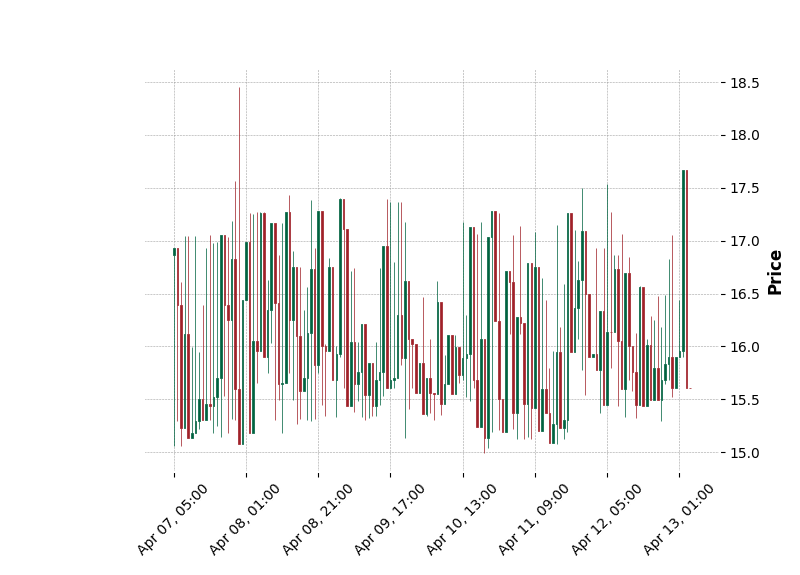 18.5
18.0
17.5
17.0
16.5
16.0
15.5
15.0
Price
Apr 07, 05:00
Apr 08, 01:00
Apr 08, 21:00
Apr 09, 17:00
Apr 10, 13:00
Apr 11, 09:00
Apr 12, 05:00
Apr 13, 01:00